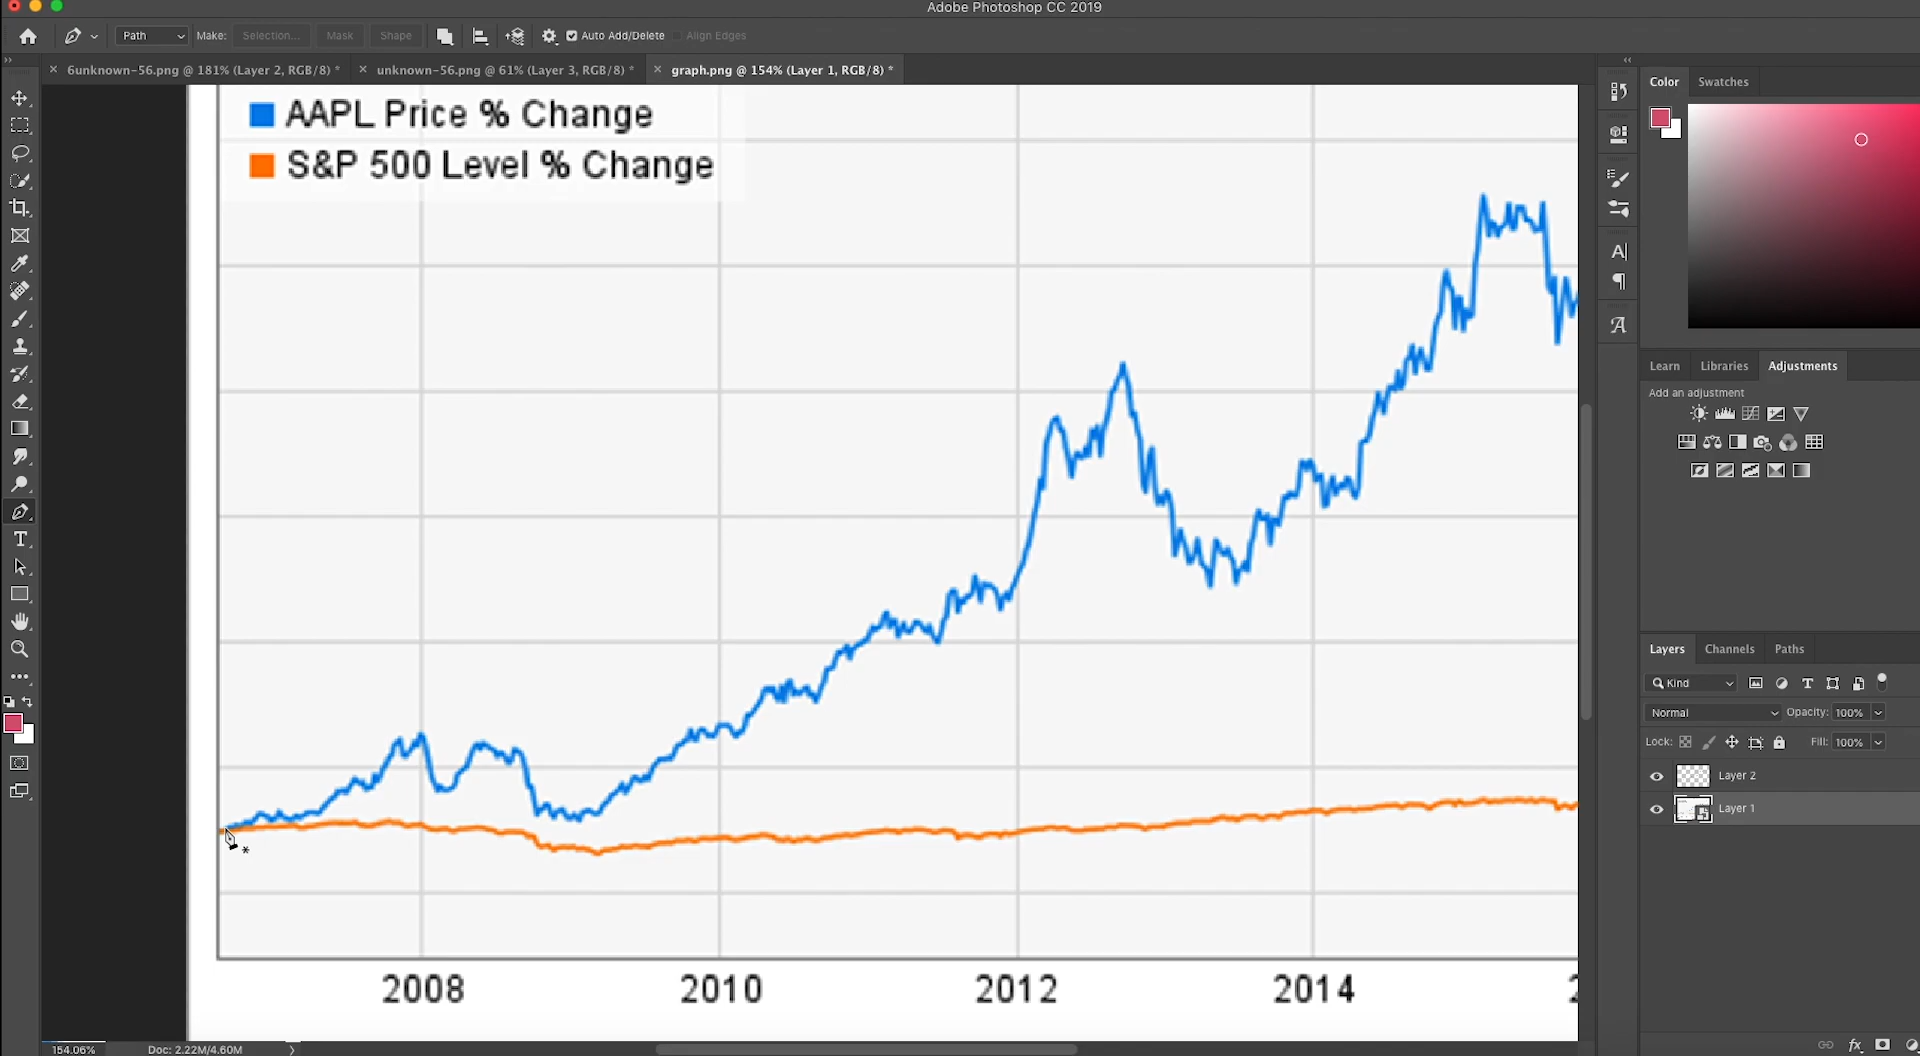 Adobe Photoshop CC 2019
Path Make: Selection... Mask Shape Auto Add/Delete Align Edges
6unknown-56.png @ 181% (Layer 2, RGB/8) * unknown-56.png @ 61% (Layer 3, RGB/8) * graph.png @ 154% (Layer 1, RGB/8) *
Color Swatches
AAPL Price % Change
S&P 500 Level % Change
Learn Libraries Adjustments
Add an adjustment
Layers Channels Paths
Kind
Normal Opacity: 100%
Lock: Fill: 100%
Layer 2
Layer 1
2008 2010 2012 2014
154.06% Doc: 2.22M/4.60M